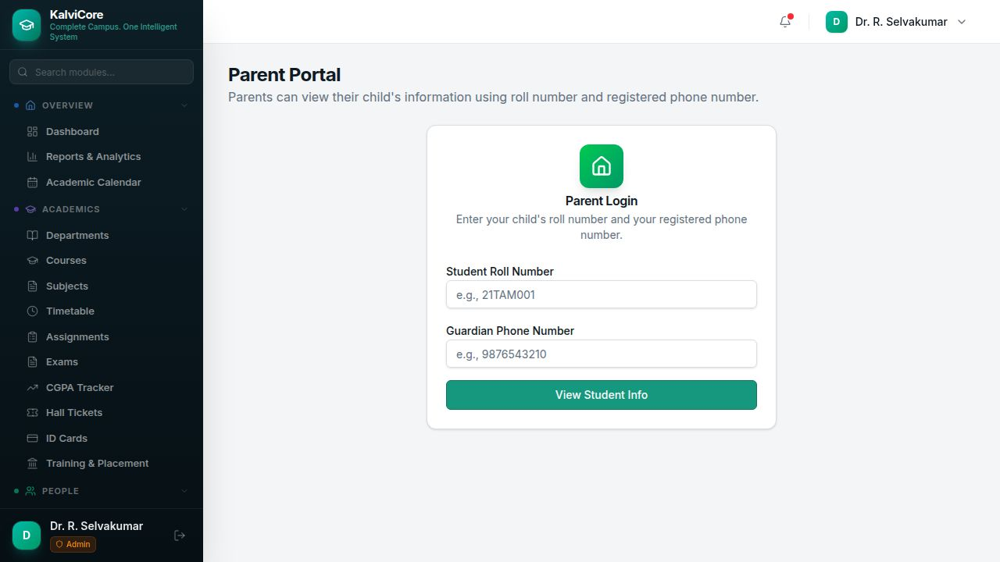 KalviCore
Complete Campus. One Intelligent
System
Search modules...
OVERVIEW
Dashboard
Reports & Analytics
Academic Calendar
ACADEMICS
Departments
Courses
Subjects
Timetable
Assignments
Exams
CGPA Tracker
Hall Tickets
ID Cards
Training & Placement
PEOPLE
D
Dr. R. Selvakumar
Admin
D
Dr. R. Selvakumar
Parent Portal
Parents can view their child's information using roll number and registered phone number.
Parent Login
Enter your child's roll number and your registered phone
number.
Student Roll Number
e.g., 21TAM001
Guardian Phone Number
e.g., 9876543210
View Student Info